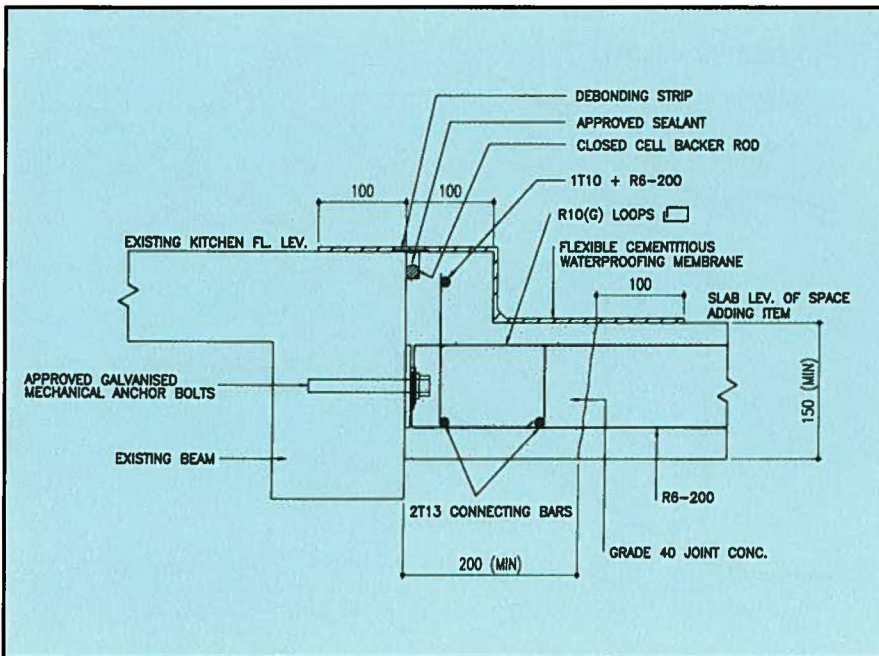 DEBONDING STRIP
APPROVED SEALANT
CLOSED CELL BACKER ROD
1T10 + R6-200
100
100
R10(G) LOOPS
EXISTING KITCHEN FL. LEV.
FLEXIBLE CEMENTITIOUS
WATERPROOFING MEMBRANE
100
SLAB LEV. OF SPACE
ADDING ITEM
APPROVED GALVANISED
MECHANICAL ANCHOR BOLTS
150 (MIN)
EXISTING BEAM
R6-200
2T13 CONNECTING BARS
GRADE 40 JOINT CONC.
200 (MIN)